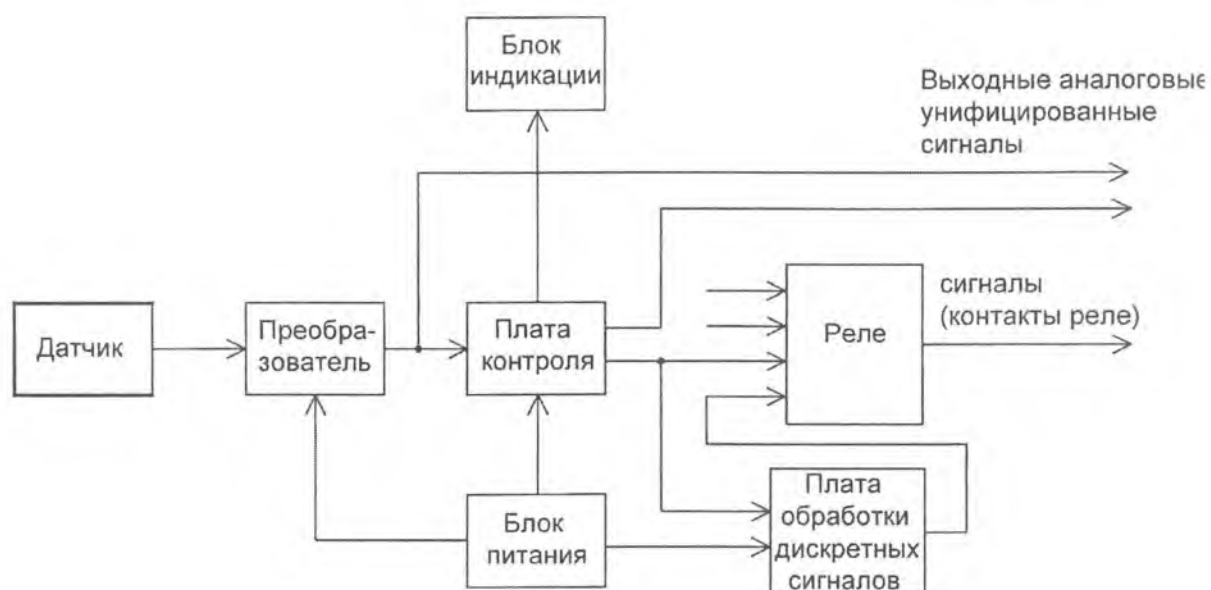 Блок
индикации
Выходные аналоговые
унифицированные
сигналы
Датчик
Преобра-
зователь
Плата
контроля
Реле
сигналы
(контакты реле)
Блок
питания
Плата
обработки
дискретных
сигналов